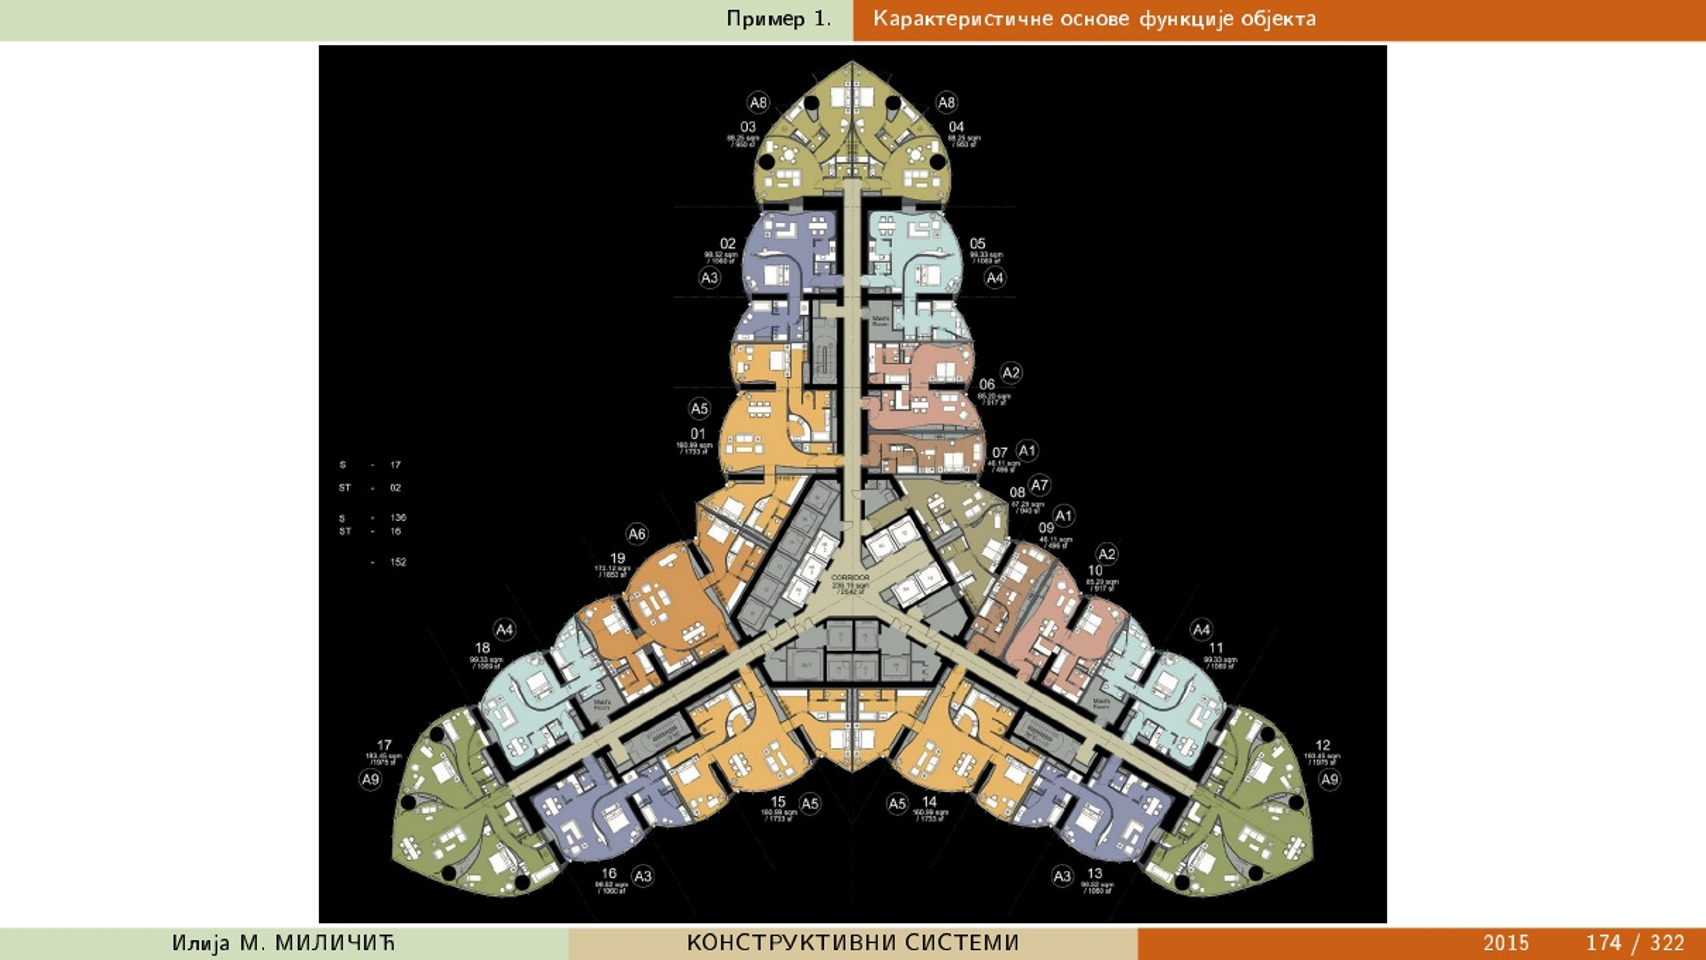 Пример 1.
Карактеристичне основе функције објекта
A8
03
88.25 sqm
/ 950 sf
A8
04
88.25 sqm
/ 950 sf
02
98.52 sqm
/ 1060 sf
A3
05
99.33 sqm
/ 1069 sf
A4
Maid's
Room
A2
06
85.20 sqm
/ 917 sf
A5
01
160.99 sqm
/ 1733 sf
07
A1
46.11 sqm
/ 496 sf
S - 17
ST - 02
S - 136
ST - 16
- 152
08
A7
87.29 sqm
/ 940 sf
09
A1
46.11 sqm
/ 496 sf
A6
19
172.12 sqm
/ 1853 sf
A2
10
85.20 sqm
/ 917 sf
CORRIDOR
A4
18
99.33 sqm
/ 1069 sf
A4
11
99.33 sqm
/ 1069 sf
Maid's
Room
Maid's
Room
17
183.45 sqm
/ 1975 sf
A9
12
183.45 sqm
/ 1975 sf
A9
15
A5
160.99 sqm
/ 1733 sf
A5
14
160.99 sqm
/ 1733 sf
16
A3
98.52 sqm
/ 1060 sf
A3
13
98.52 sqm
/ 1060 sf
Илија М. МИЛИЧИЋ
КОНСТРУКТИВНИ СИСТЕМИ
2015
174 / 322